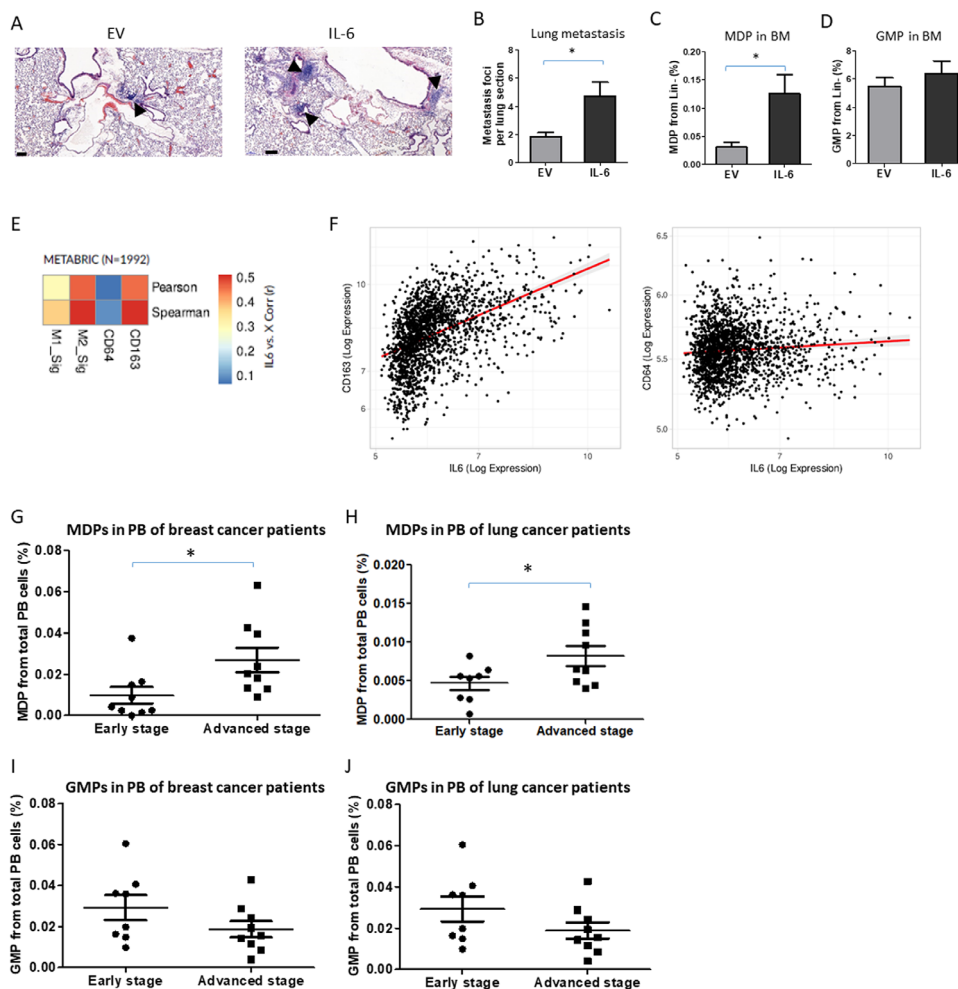 A
EV
IL-6
B
Lung metastasis
*
Metastasis foci
per lung section
8
6
4
2
0
EV
IL-6
C
MDP in BM
*
MDP from Lin- (%)
0.20
0.15
0.10
0.05
0.00
EV
IL-6
D
GMP in BM
GMP from Lin- (%)
8
6
4
2
0
EV
IL-6
E
METABRIC (N=1992)
Pearson
Spearman
M1_Sig
M2_Sig
CD64
CD163
0.5
0.4
0.3
0.2
0.1
IL6 vs. X Corr (r)
F
CD163 (Log Expression)
10
7
6
5
7
10
IL6 (Log Expression)
CD64 (Log Expression)
6.5
6.0
5.5
5.0
5
7
10
IL6 (Log Expression)
G
MDPs in PB of breast cancer patients
*
MDP from total PB cells (%)
0.08
0.06
0.04
0.02
0.00
Early stage
Advanced stage
H
MDPs in PB of lung cancer patients
*
MDP from total PB cells (%)
0.020
0.015
0.010
0.005
0.000
Early stage
Advanced stage
I
GMPs in PB of breast cancer patients
GMP from total PB cells (%)
0.08
0.06
0.04
0.02
0.00
Early stage
Advanced stage
J
GMPs in PB of lung cancer patients
GMP from total PB cells (%)
0.08
0.06
0.04
0.02
0.00
Early stage
Advanced stage